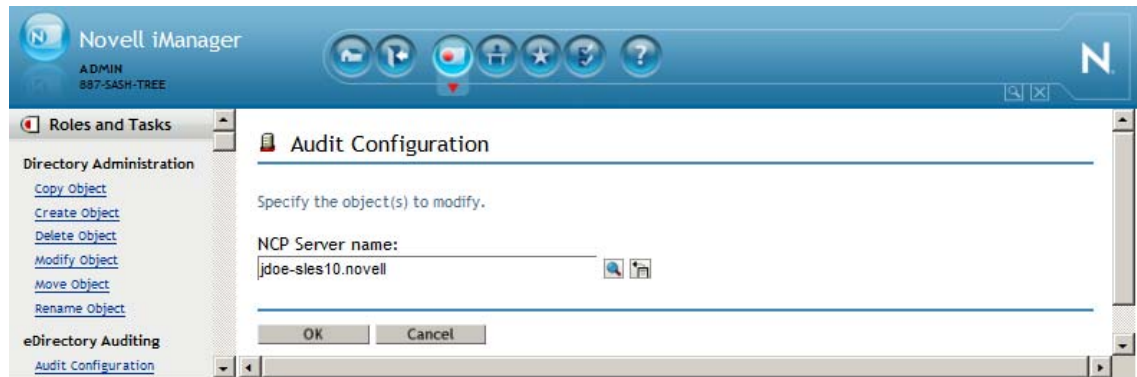 N
Novell iManager
ADMIN
887-SASH-TREE
N
Roles and Tasks
Directory Administration
Copy Object
Create Object
Delete Object
Modify Object
Move Object
Rename Object
eDirectory Auditing
Audit Configuration
Audit Configuration
Specify the object(s) to modify.
NCP Server name:
jdoe-sles10.novell
OK Cancel